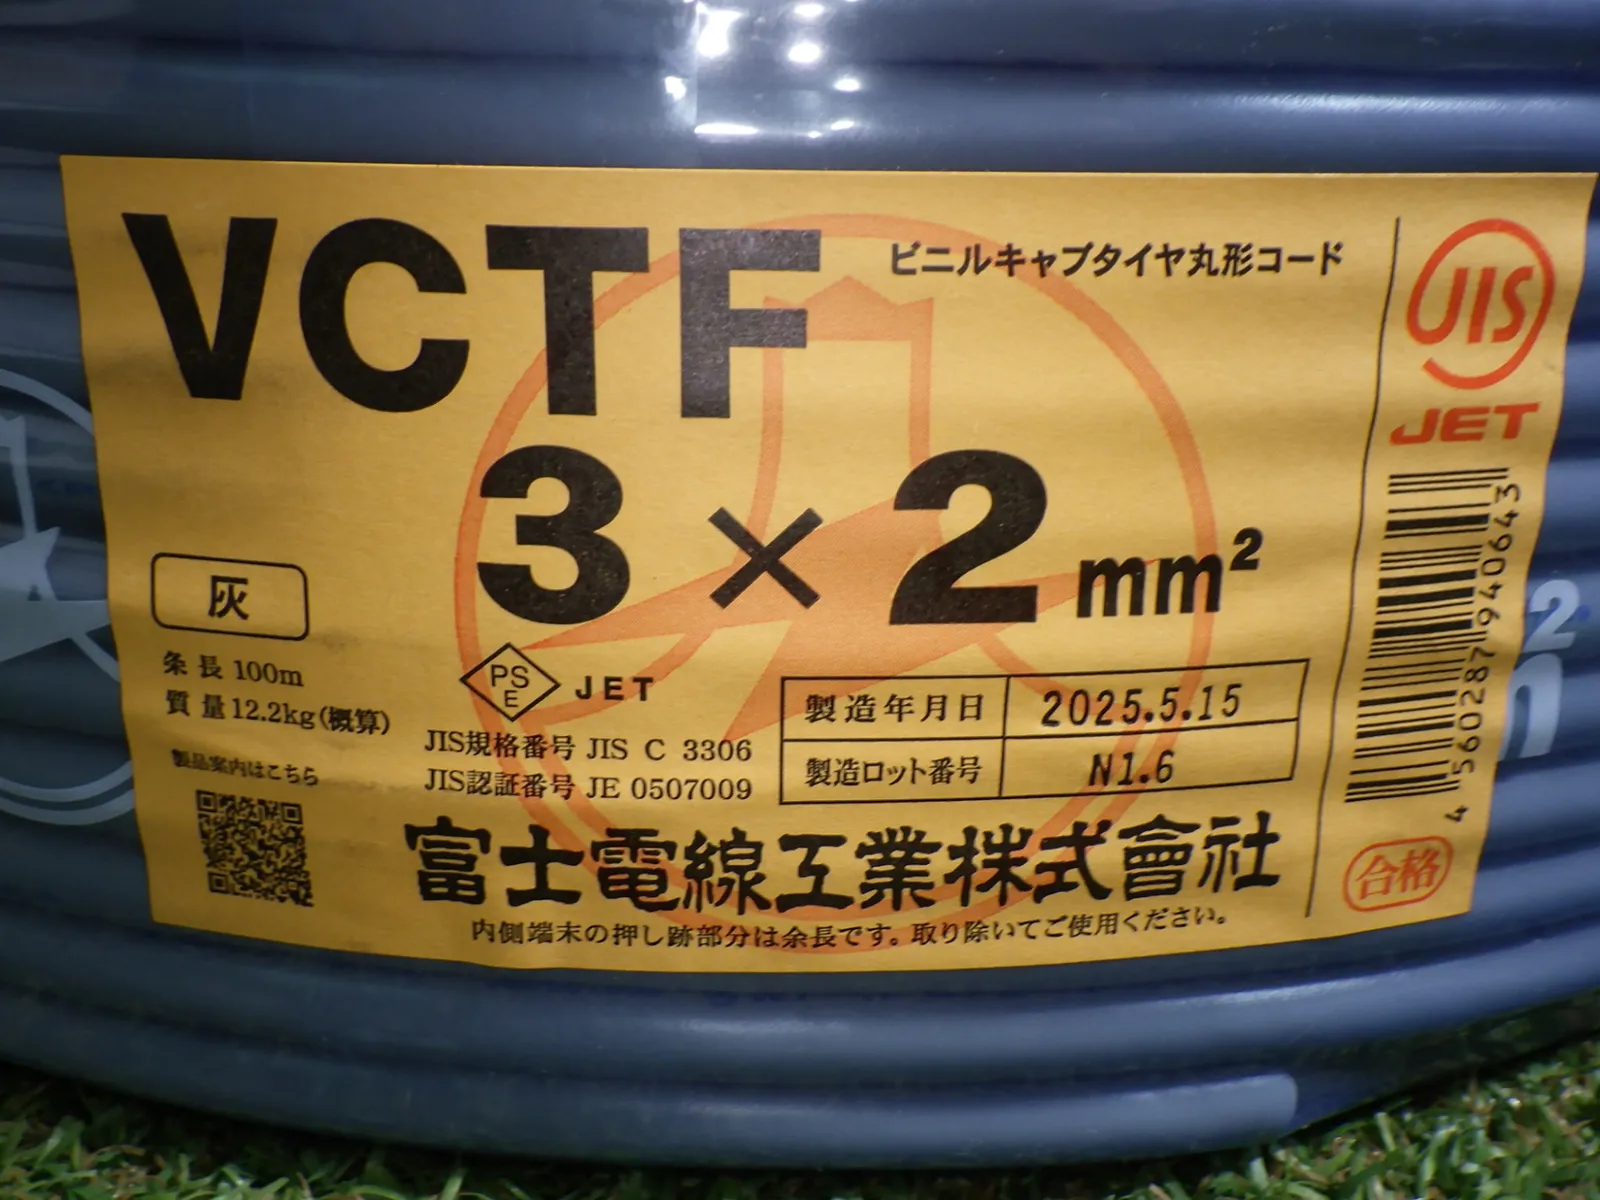 VCTF
ビニルキャブタイヤ丸形コード
3×2mm²
灰
条長 100m
質量12.2kg(概算)
製品案内はこちら
PS
E
JET
JIS規格番号 JIS C 3306
JIS認証番号 JE 0507009
製造年月日 2025.5.15
製造ロット番号 N1.6
富士電線工業株式會社
内側端末の押し跡部分は余長です。取り除いてご使用ください。
JIS
JET
4560287940643
合格